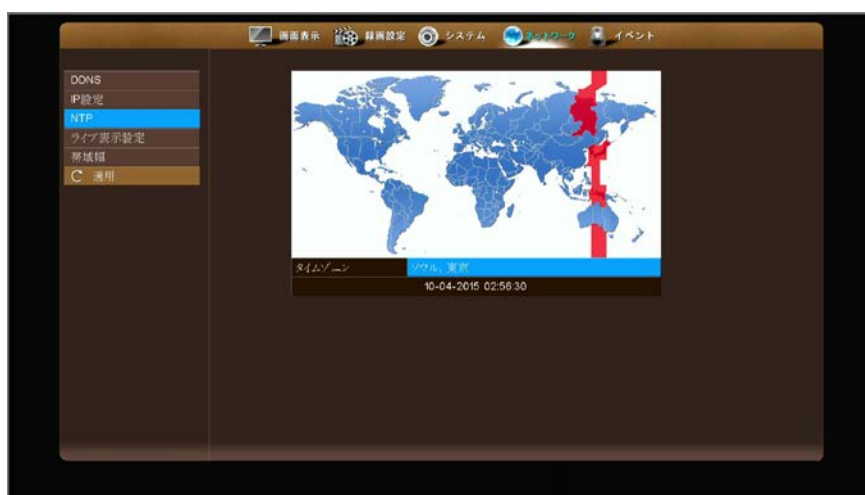 画面表示 録画設定 システム ネットワーク イベント
DDNS
IP設定
NTP
ライブ表示設定
帯域幅
適用
タイムゾーン ソウル, 東京
10-04-2015 02:56:30